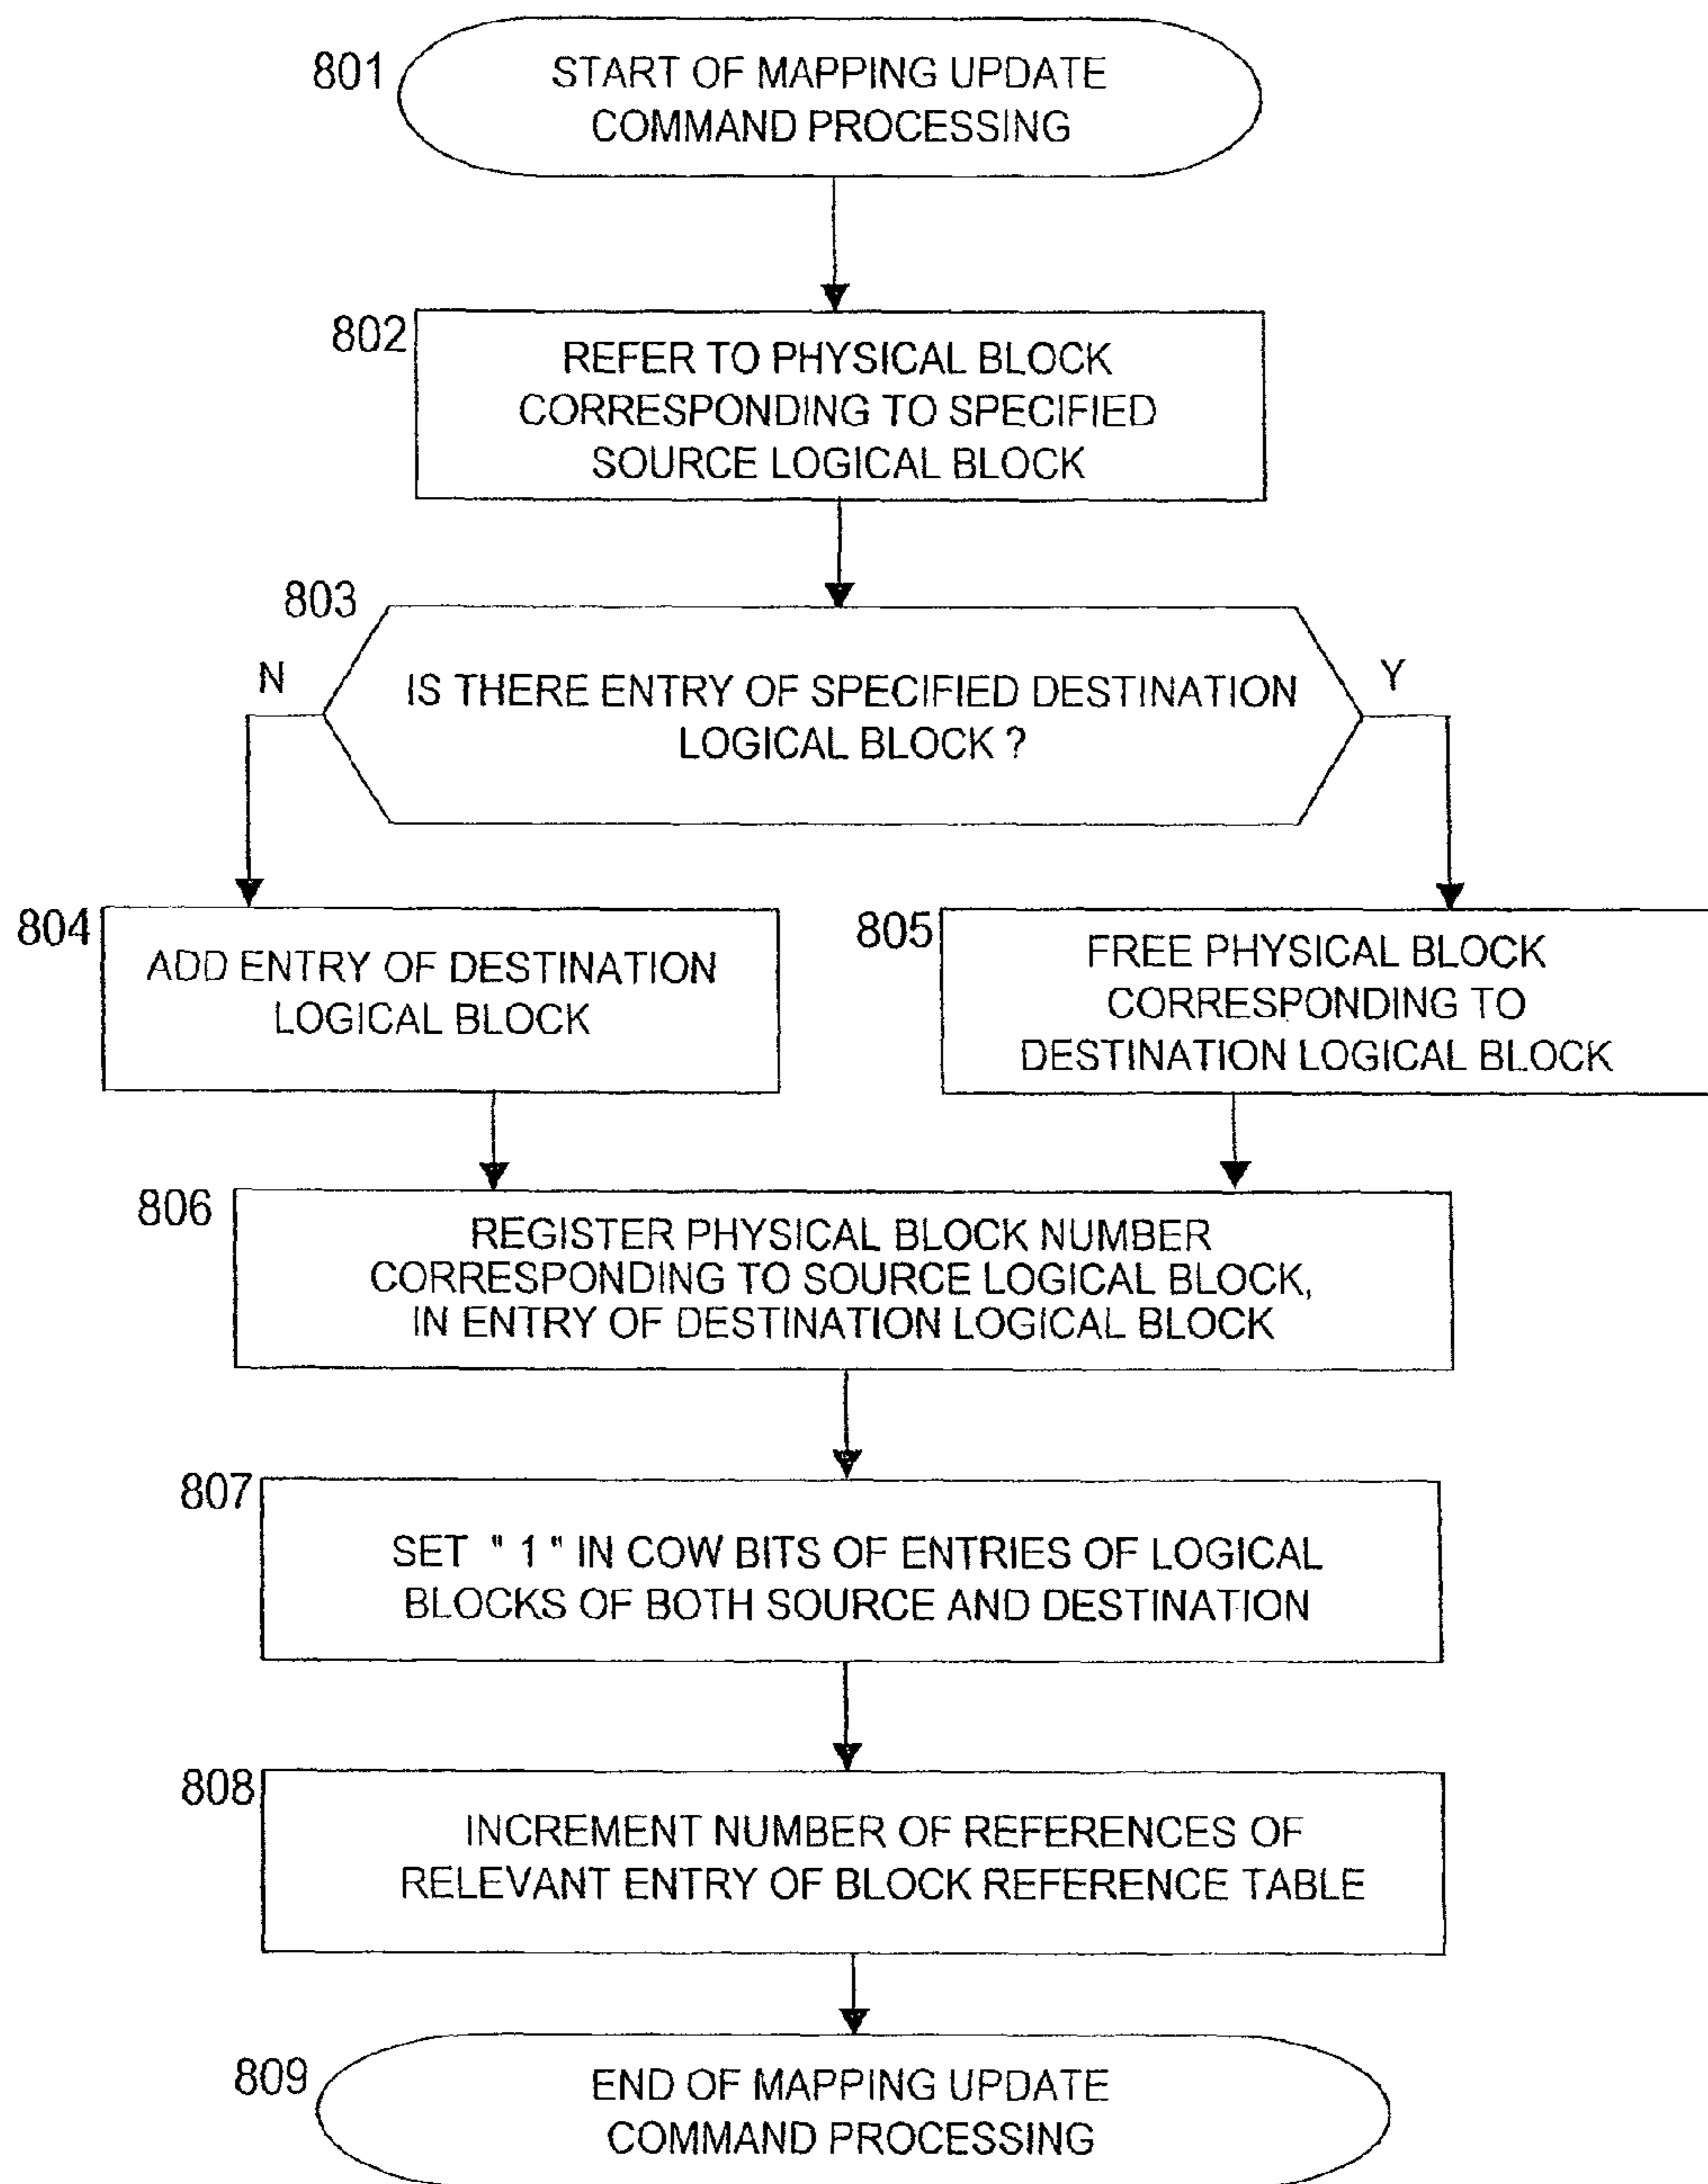 801
START OF MAPPING UPDATE
COMMAND PROCESSING
802
REFER TO PHYSICAL BLOCK
CORRESPONDING TO SPECIFIED
SOURCE LOGICAL BLOCK
803
N
IS THERE ENTRY OF SPECIFIED DESTINATION
LOGICAL BLOCK ?
Y
804
ADD ENTRY OF DESTINATION
LOGICAL BLOCK
805
FREE PHYSICAL BLOCK
CORRESPONDING TO
DESTINATION LOGICAL BLOCK
806
REGISTER PHYSICAL BLOCK NUMBER
CORRESPONDING TO SOURCE LOGICAL BLOCK,
IN ENTRY OF DESTINATION LOGICAL BLOCK
807
SET " 1 " IN COW BITS OF ENTRIES OF LOGICAL
BLOCKS OF BOTH SOURCE AND DESTINATION
808
INCREMENT NUMBER OF REFERENCES OF
RELEVANT ENTRY OF BLOCK REFERENCE TABLE
809
END OF MAPPING UPDATE
COMMAND PROCESSING